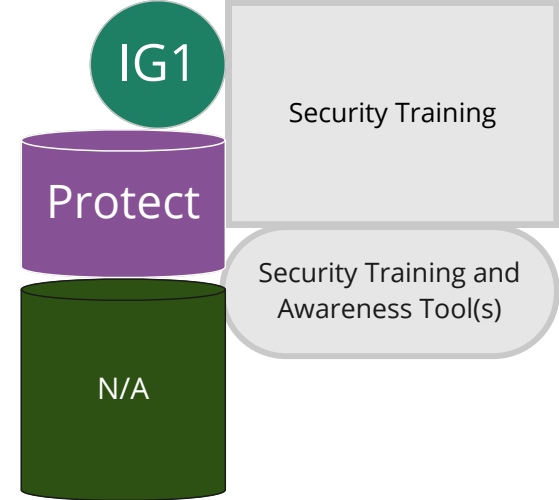 IG1
Security Training
Protect
Security Training and
Awareness Tool(s)
N/A